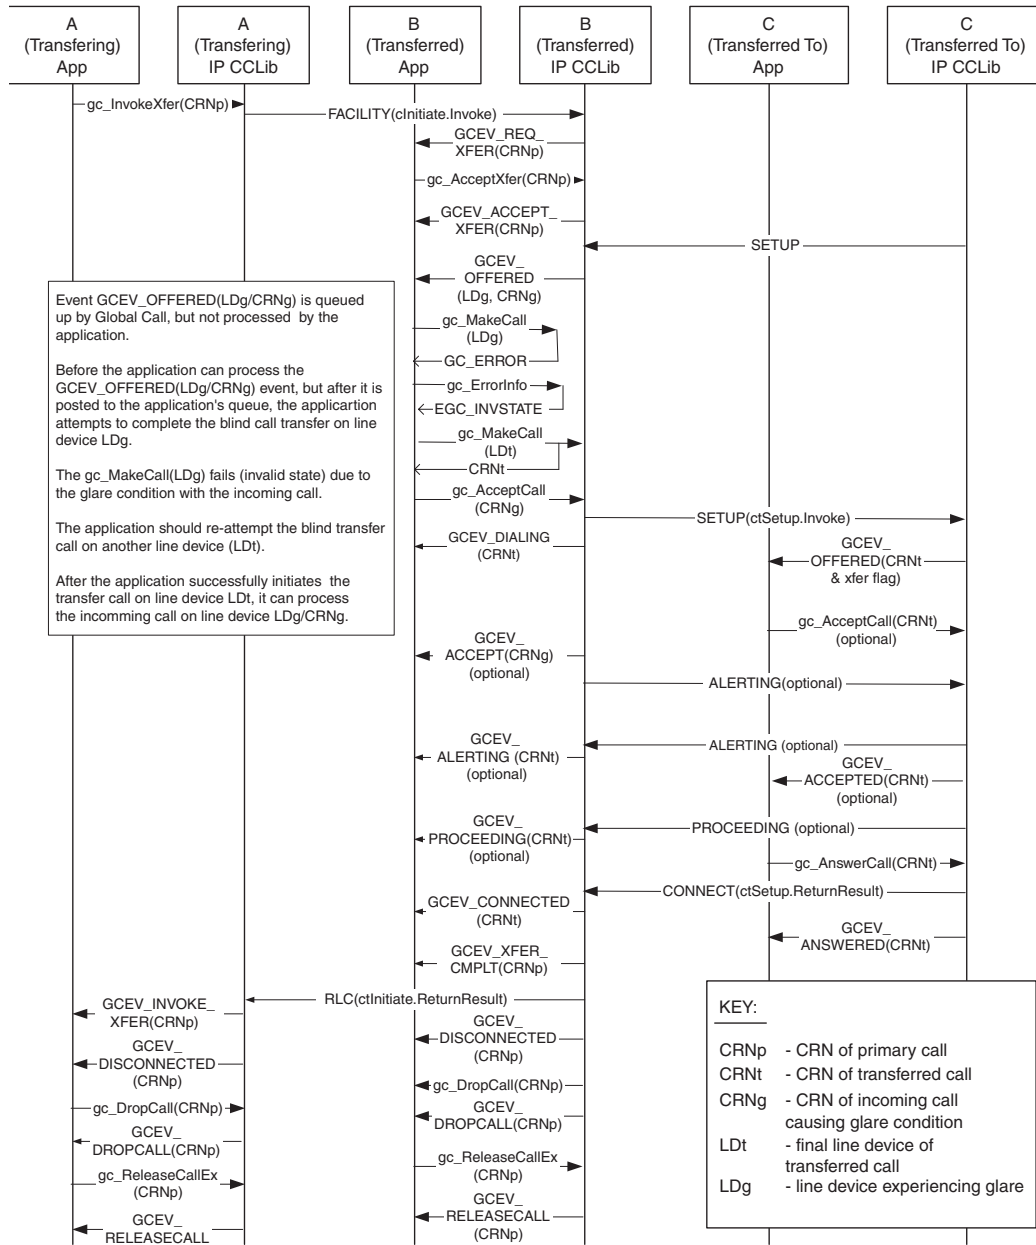 A
(Transfering)
App
A
(Transfering)
IP CCLib
B
(Transferred)
App
B
(Transferred)
IP CCLib
C
(Transferred To)
App
C
(Transferred To)
IP CCLib
gc_InvokeXfer(CRNp)
FACILITY(cInitiate.Invoke)
GCEV_REQ_
XFER(CRNp)
gc_AcceptXfer(CRNp)
GCEV_ACCEPT_
XFER(CRNp)
SETUP
GCEV_
OFFERED
(LDg, CRNg)
Event GCEV_OFFERED(LDg/CRNg) is queued
up by Global Call, but not processed by the
application.
Before the application can process the
GCEV_OFFERED(LDg/CRNg) event, but after it is
posted to the application's queue, the applicartion
attempts to complete the blind call transfer on line
device LDg.
The gc_MakeCall(LDg) fails (invalid state) due to
the glare condition with the incoming call.
The application should re-attempt the blind transfer
call on another line device (LDt).
After the application successfully initiates the
transfer call on line device LDt, it can process
the incomming call on line device LDg/CRNg.
gc_MakeCall
(LDg)
GC_ERROR
gc_ErrorInfo
EGC_INVSTATE
gc_MakeCall
(LDt)
CRNt
gc_AcceptCall
(CRNg)
SETUP(ctSetup.Invoke)
GCEV_DIALING
(CRNt)
GCEV_
OFFERED(CRNt
& xfer flag)
gc_AcceptCall(CRNt)
(optional)
GCEV_
ACCEPT(CRNg)
(optional)
ALERTING(optional)
ALERTING (optional)
GCEV_
ALERTING (CRNt)
(optional)
GCEV_
ACCEPTED(CRNt)
(optional)
PROCEEDING (optional)
GCEV_
PROCEEDING(CRNt)
(optional)
gc_AnswerCall(CRNt)
CONNECT(ctSetup.ReturnResult)
GCEV_CONNECTED
(CRNt)
GCEV_
ANSWERED(CRNt)
GCEV_XFER_
CMPLT(CRNp)
RLC(ctInitiate.ReturnResult)
GCEV_INVOKE_
XFER(CRNp)
GCEV_
DISCONNECTED
(CRNp)
GCEV_
DISCONNECTED
(CRNp)
gc_DropCall(CRNp)
gc_DropCall(CRNp)
GCEV_
DROPCALL(CRNp)
GCEV_
DROPCALL(CRNp)
gc_ReleaseCallEx
(CRNp)
gc_ReleaseCallEx
(CRNp)
GCEV_
RELEASECALL
GCEV_
RELEASECALL
(CRNp)
KEY:
CRNp - CRN of primary call
CRNt - CRN of transferred call
CRNg - CRN of incoming call
causing glare condition
LDt - final line device of
transferred call
LDg - line device experiencing glare